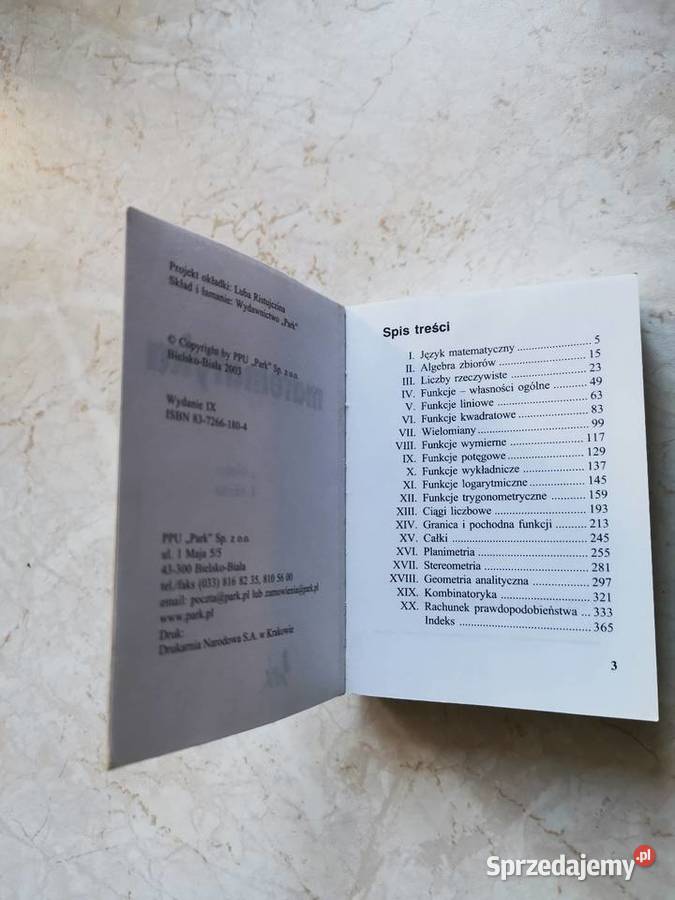 Projekt okładki: Luba Ristujczina
Skład i łamanie: Wydawnictwo „Park"
© Copyright by PPU „Park" Sp. z o.o.
Bielsko-Biała 2003
Wydanie IX
ISBN 83-7266-180-4
PPU „Park" Sp. z o.o.
ul. 1 Maja 5/5
43-300 Bielsko-Biała
tel./faks (033) 816 82 35, 810 56 00
email: poczta@park.pl lub zamowienia@park.pl
www.park.pl
Druk:
Drukarnia Narodowa S.A. w Krakowie
Spis treści
I. Język matematyczny ................ 5
II. Algebra zbiorów ................ 15
III. Liczby rzeczywiste ................ 23
IV. Funkcje – własności ogólne ........ 49
V. Funkcje liniowe ................ 63
VI. Funkcje kwadratowe ................ 83
VII. Wielomiany ................ 99
VIII. Funkcje wymierne ................ 117
IX. Funkcje potęgowe ................ 129
X. Funkcje wykładnicze ................ 137
XI. Funkcje logarytmiczne ................ 145
XII. Funkcje trygonometryczne .......... 159
XIII. Ciągi liczbowe ................ 193
XIV. Granica i pochodna funkcji ........ 213
XV. Całki ................ 245
XVI. Planimetria ................ 255
XVII. Stereometria ................ 281
XVIII. Geometria analityczna ................ 297
XIX. Kombinatoryka ................ 321
XX. Rachunek prawdopodobieństwa .... 333
Indeks ................ 365
3
Sprzedajemy.pl